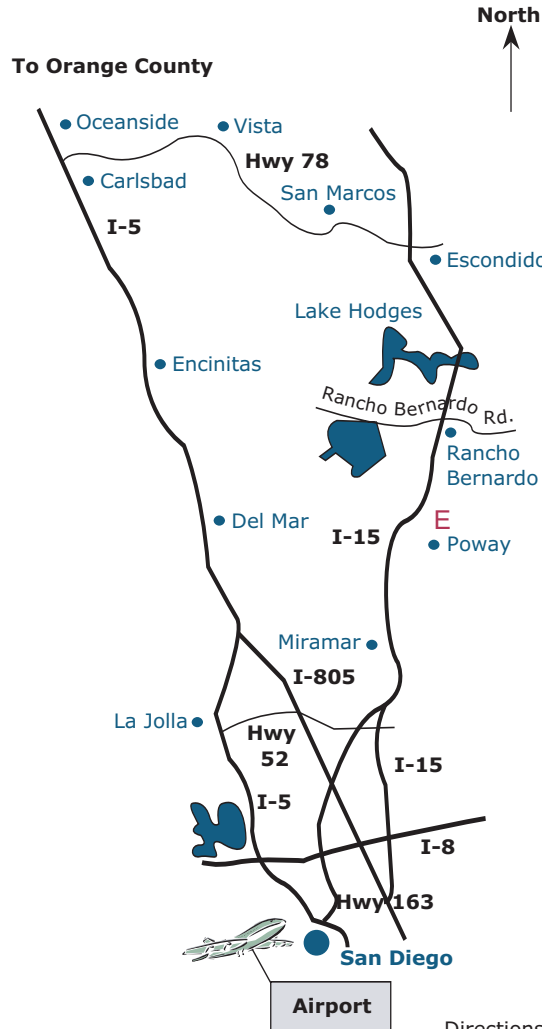 North
To Orange County
Oceanside
Vista
Hwy 78
Carlsbad
San Marcos
I-5
Escondido
Lake Hodges
Encinitas
Rancho Bernardo Rd.
Rancho
Bernardo
Del Mar
E
I-15
Poway
Miramar
I-805
La Jolla
Hwy
52
I-15
I-5
I-8
Hwy 163
San Diego
Airport
Directions